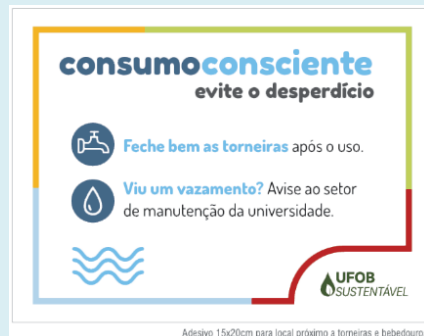 consumoconsciente
evite o desperdício
Feche bem as torneiras após o uso.
Viu um vazamento? Avise ao setor
de manutenção da universidade.
UFOB
SUSTENTÁVEL
Adesivo 15x20cm para local próximo a torneiras e bebedouro